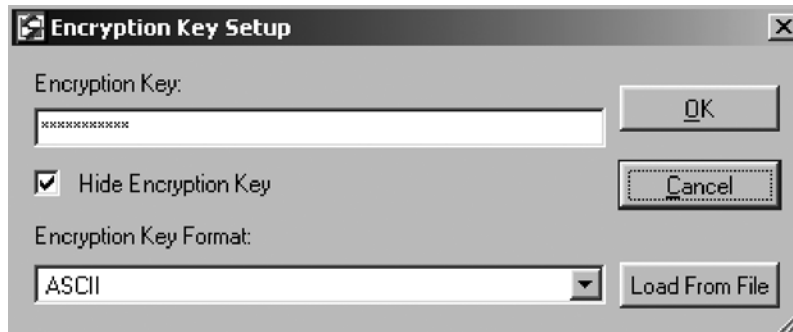 Encryption Key Setup
Encryption Key:
***********
OK
Hide Encryption Key
Cancel
Encryption Key Format:
ASCII
Load From File